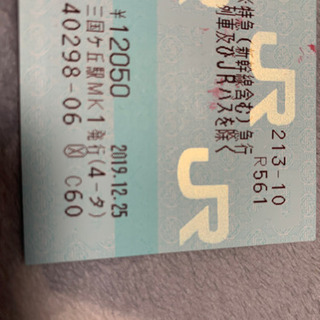 213-10
R561
特急(新幹線含む)急行
列車及びJRバスを除く
JR
JR
¥12050
2019.12.25
三国ケ丘駅MK1発行(4-タ)
40298-06 C60